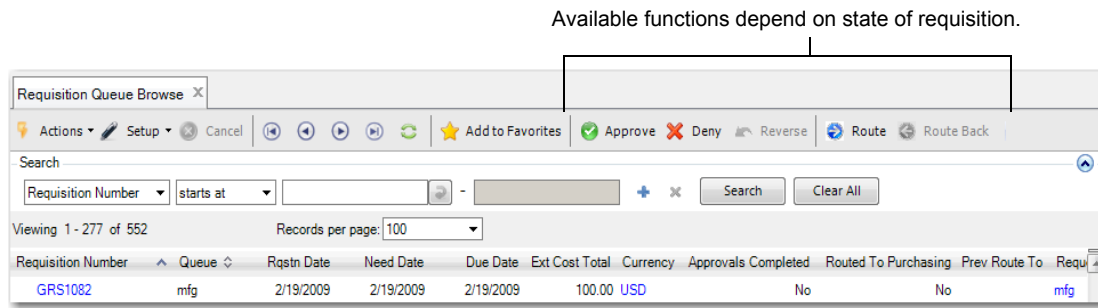 Available functions depend on state of requisition.
Requisition Queue Browse X
Actions Setup Cancel Add to Favorites Approve Deny Reverse Route Route Back
Search
Requisition Number starts at - Search Clear All
Viewing 1 - 277 of 552 Records per page: 100
Requisition Number Queue Rqstn Date Need Date Due Date Ext Cost Total Currency Approvals Completed Routed To Purchasing Prev Route To Requ
GRS1082 mfg 2/19/2009 2/19/2009 2/19/2009 100.00 USD No No mfg